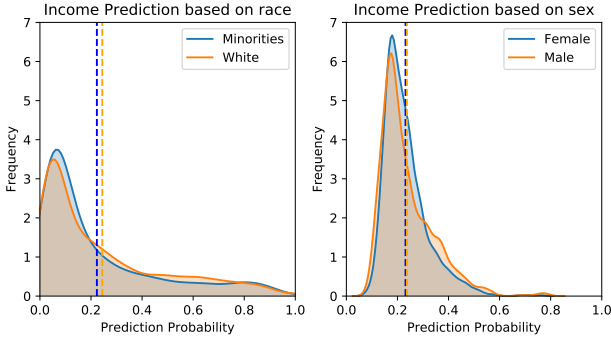 Income Prediction based on race
7
6
5
4
3
2
1
0
Frequency
Minorities
White
0.0 0.2 0.4 0.6 0.8 1.0
Prediction Probability
Income Prediction based on sex
7
6
5
4
3
2
1
0
Frequency
Female
Male
0.0 0.2 0.4 0.6 0.8 1.0
Prediction Probability